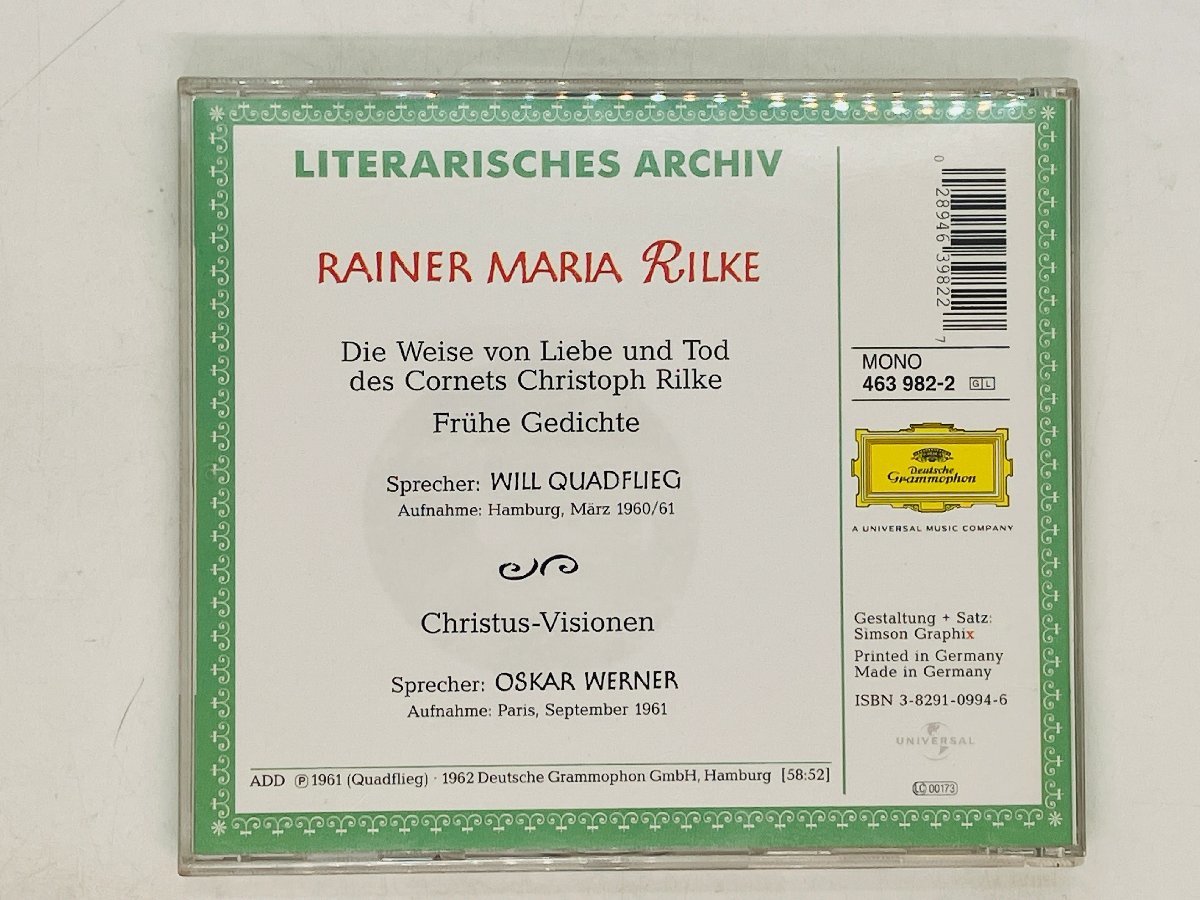 LITERARISCHES ARCHIV
RAINER MARIA RILKE
Die Weise von Liebe und Tod
des Cornets Christoph Rilke
Frühe Gedichte
Sprecher: WILL QUADFLIEG
Aufnahme: Hamburg, März 1960/61
Christus-Visionen
Sprecher: OSKAR WERNER
Aufnahme: Paris, September 1961
ADD ℗ 1961 (Quadflieg) · 1962 Deutsche Grammophon GmbH, Hamburg [58:52]
0 28946 39822 7
MONO
463 982-2 GL
Deutsche
Grammophon
A UNIVERSAL MUSIC COMPANY
Gestaltung + Satz:
Simson Graphix
Printed in Germany
Made in Germany
ISBN 3-8291-0994-6
UNIVERSAL
LC 00173